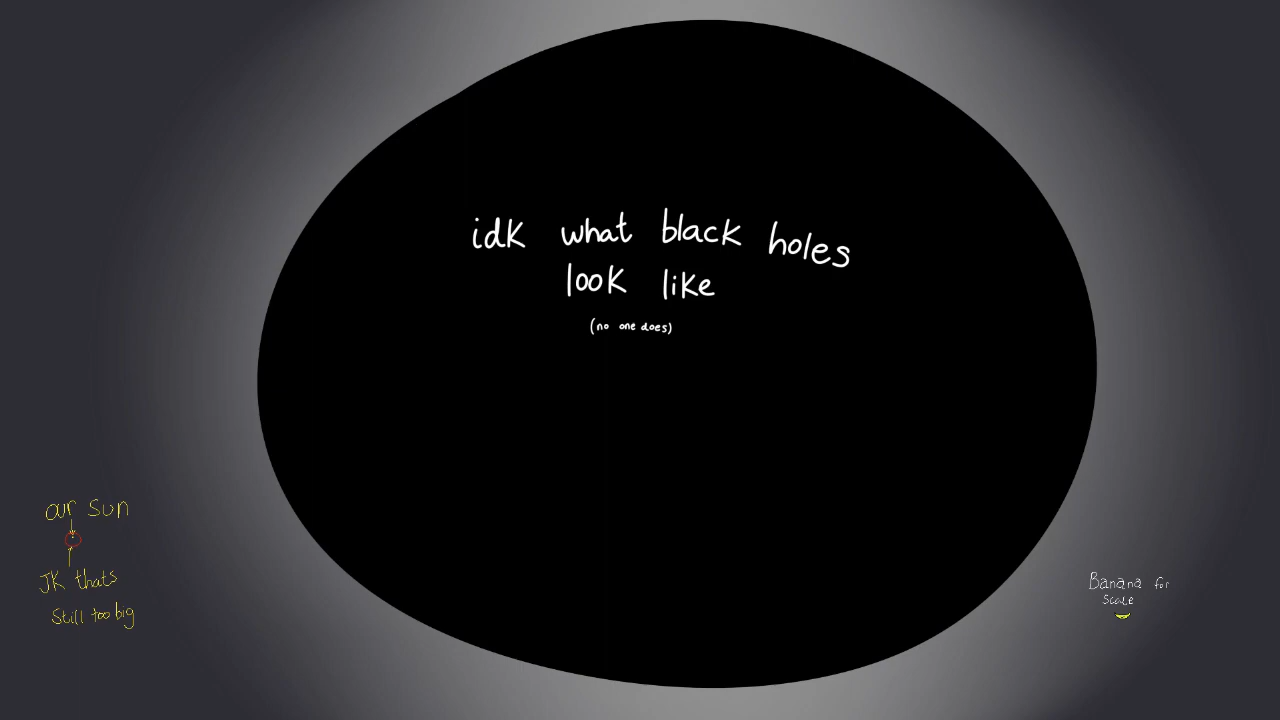 idk what black holes
look like
(no one does)
our sun
JK thats
still too big
Banana for
scale